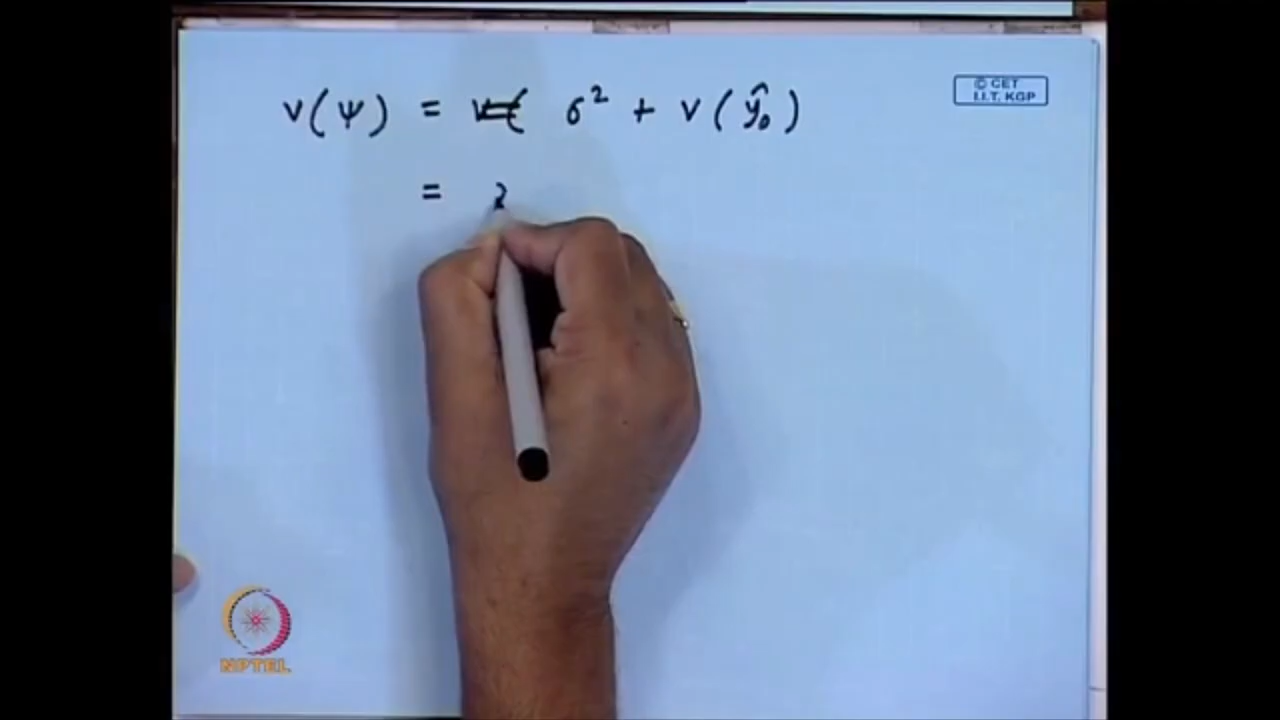 V(ψ) = σ² + V(ŷ₀)
© CET
I.I.T. KGP
=
NPTEL